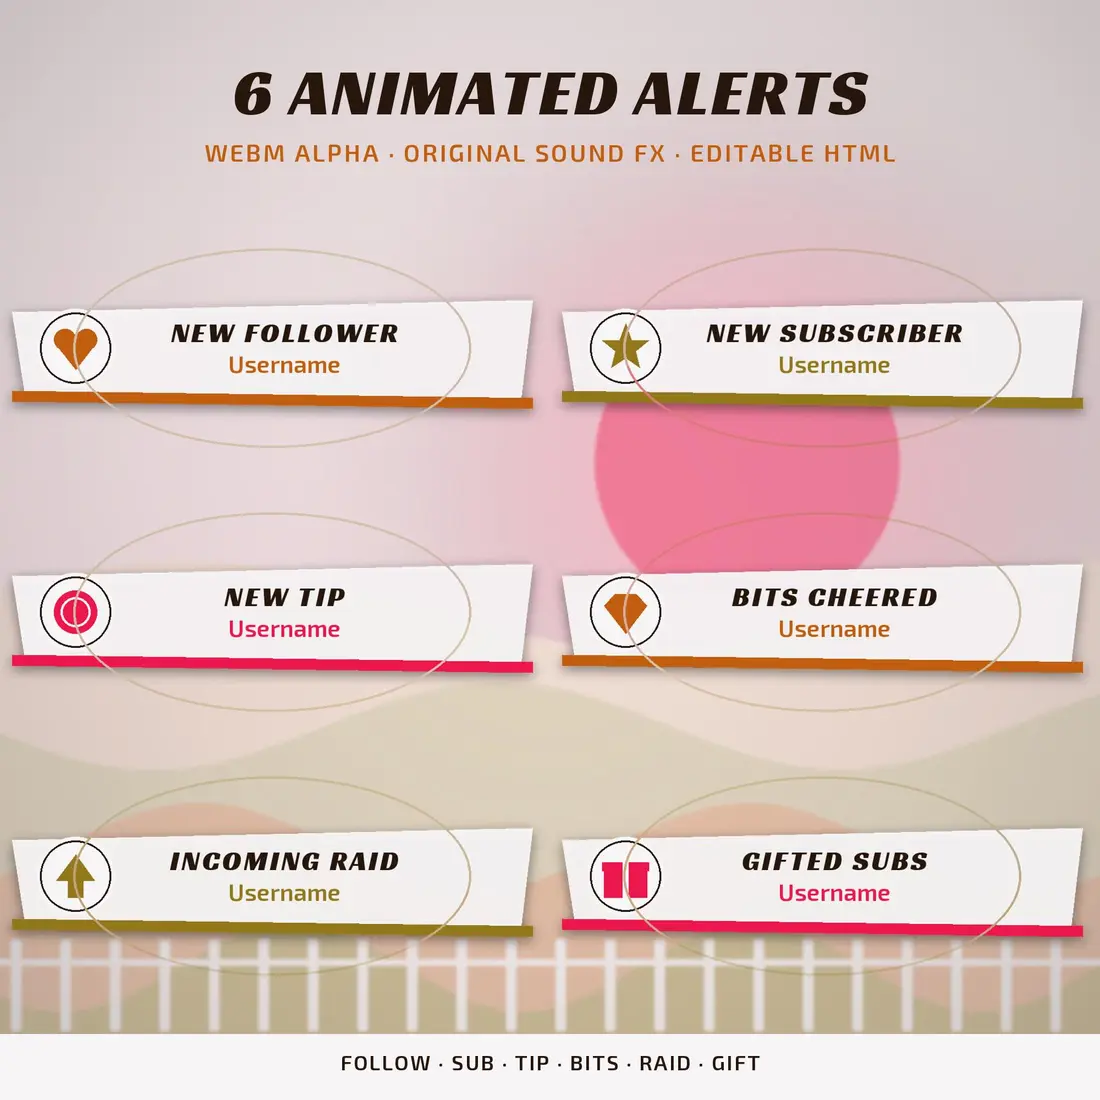 6 ANIMATED ALERTS
WEBM ALPHA · ORIGINAL SOUND FX · EDITABLE HTML
NEW FOLLOWER
Username
NEW SUBSCRIBER
Username
NEW TIP
Username
BITS CHEERED
Username
INCOMING RAID
Username
GIFTED SUBS
Username
FOLLOW · SUB · TIP · BITS · RAID · GIFT